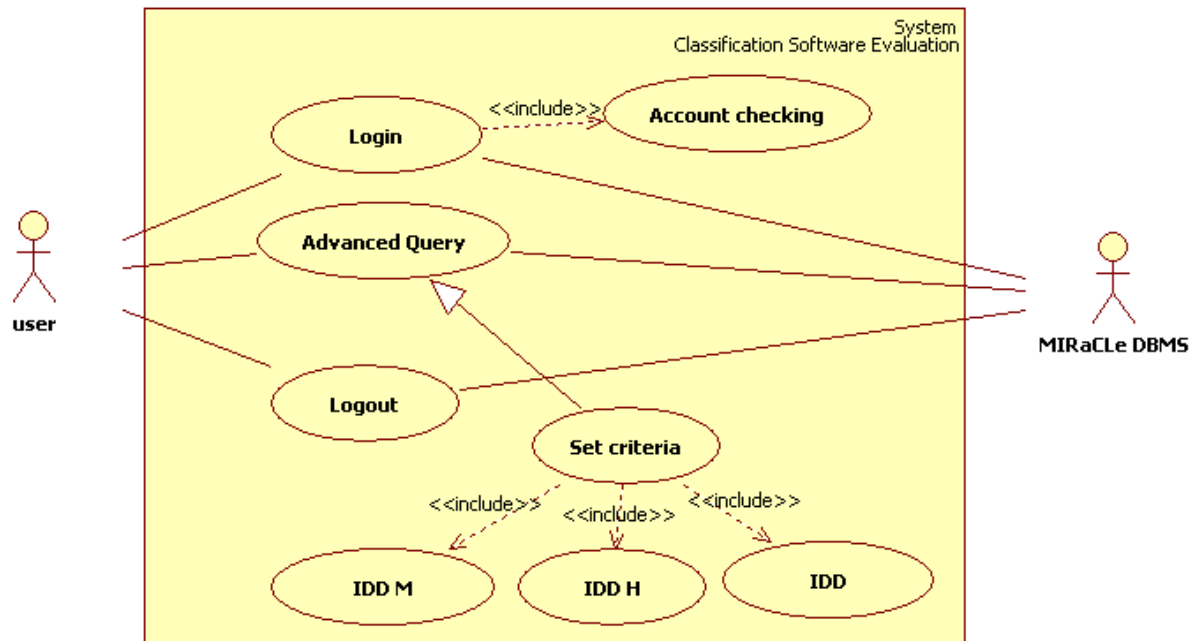 System
Classification Software Evaluation
<<include>>
Account checking
Login
Advanced Query
user
MIRaCLe DBMS
Logout
Set criteria
<<include>>
<<include>>
<<include>>
IDD M
IDD H
IDD